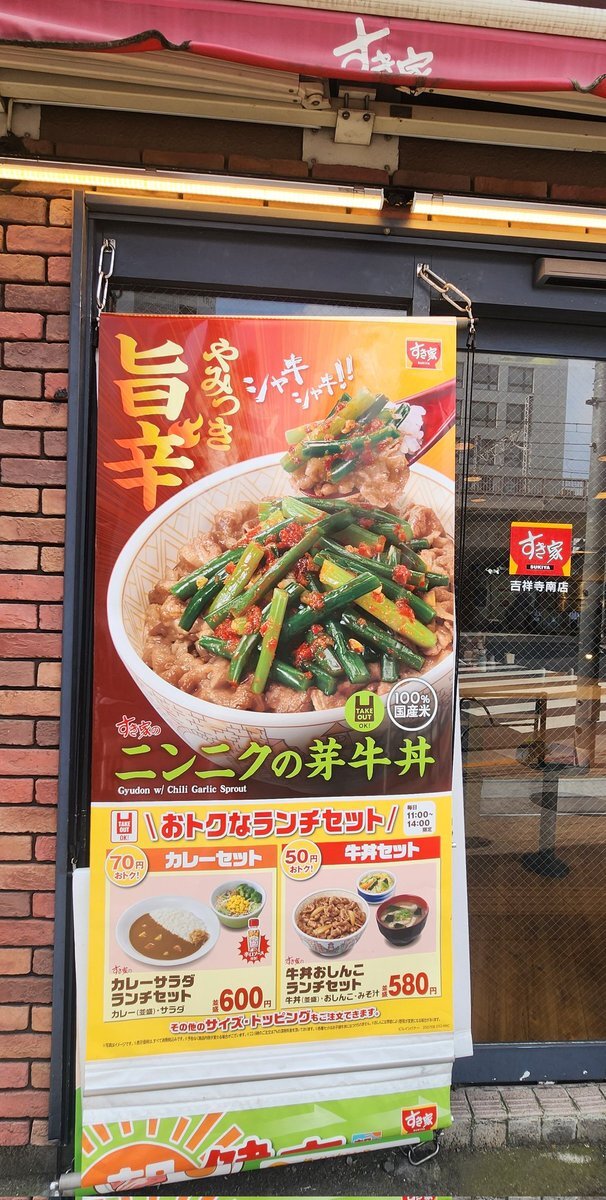 すき家
旨辛
やみつき
シャキ
シャキ!!
すき家
SUKIYA
すき家
SUKIYA
吉祥寺南店
TAKE
OUT
OK!
100%
国産米
すき家の
ニンニクの芽牛丼
Gyudon w/ Chili Garlic Sprout
TAKE
OUT
OK!
おトクなランチセット
毎日
11:00~
14:00
限定
70円
おトク!
カレーセット
50円
おトク!
牛丼セット
すき家の
カレーサラダ
ランチセット
カレー(並盛)・サラダ
並盛600円
すき家の
牛丼おしんこ
ランチセット
牛丼(並盛)・おしんこ・みそ汁
並盛580円
その他のサイズ・トッピングもご注文できます。
すき家